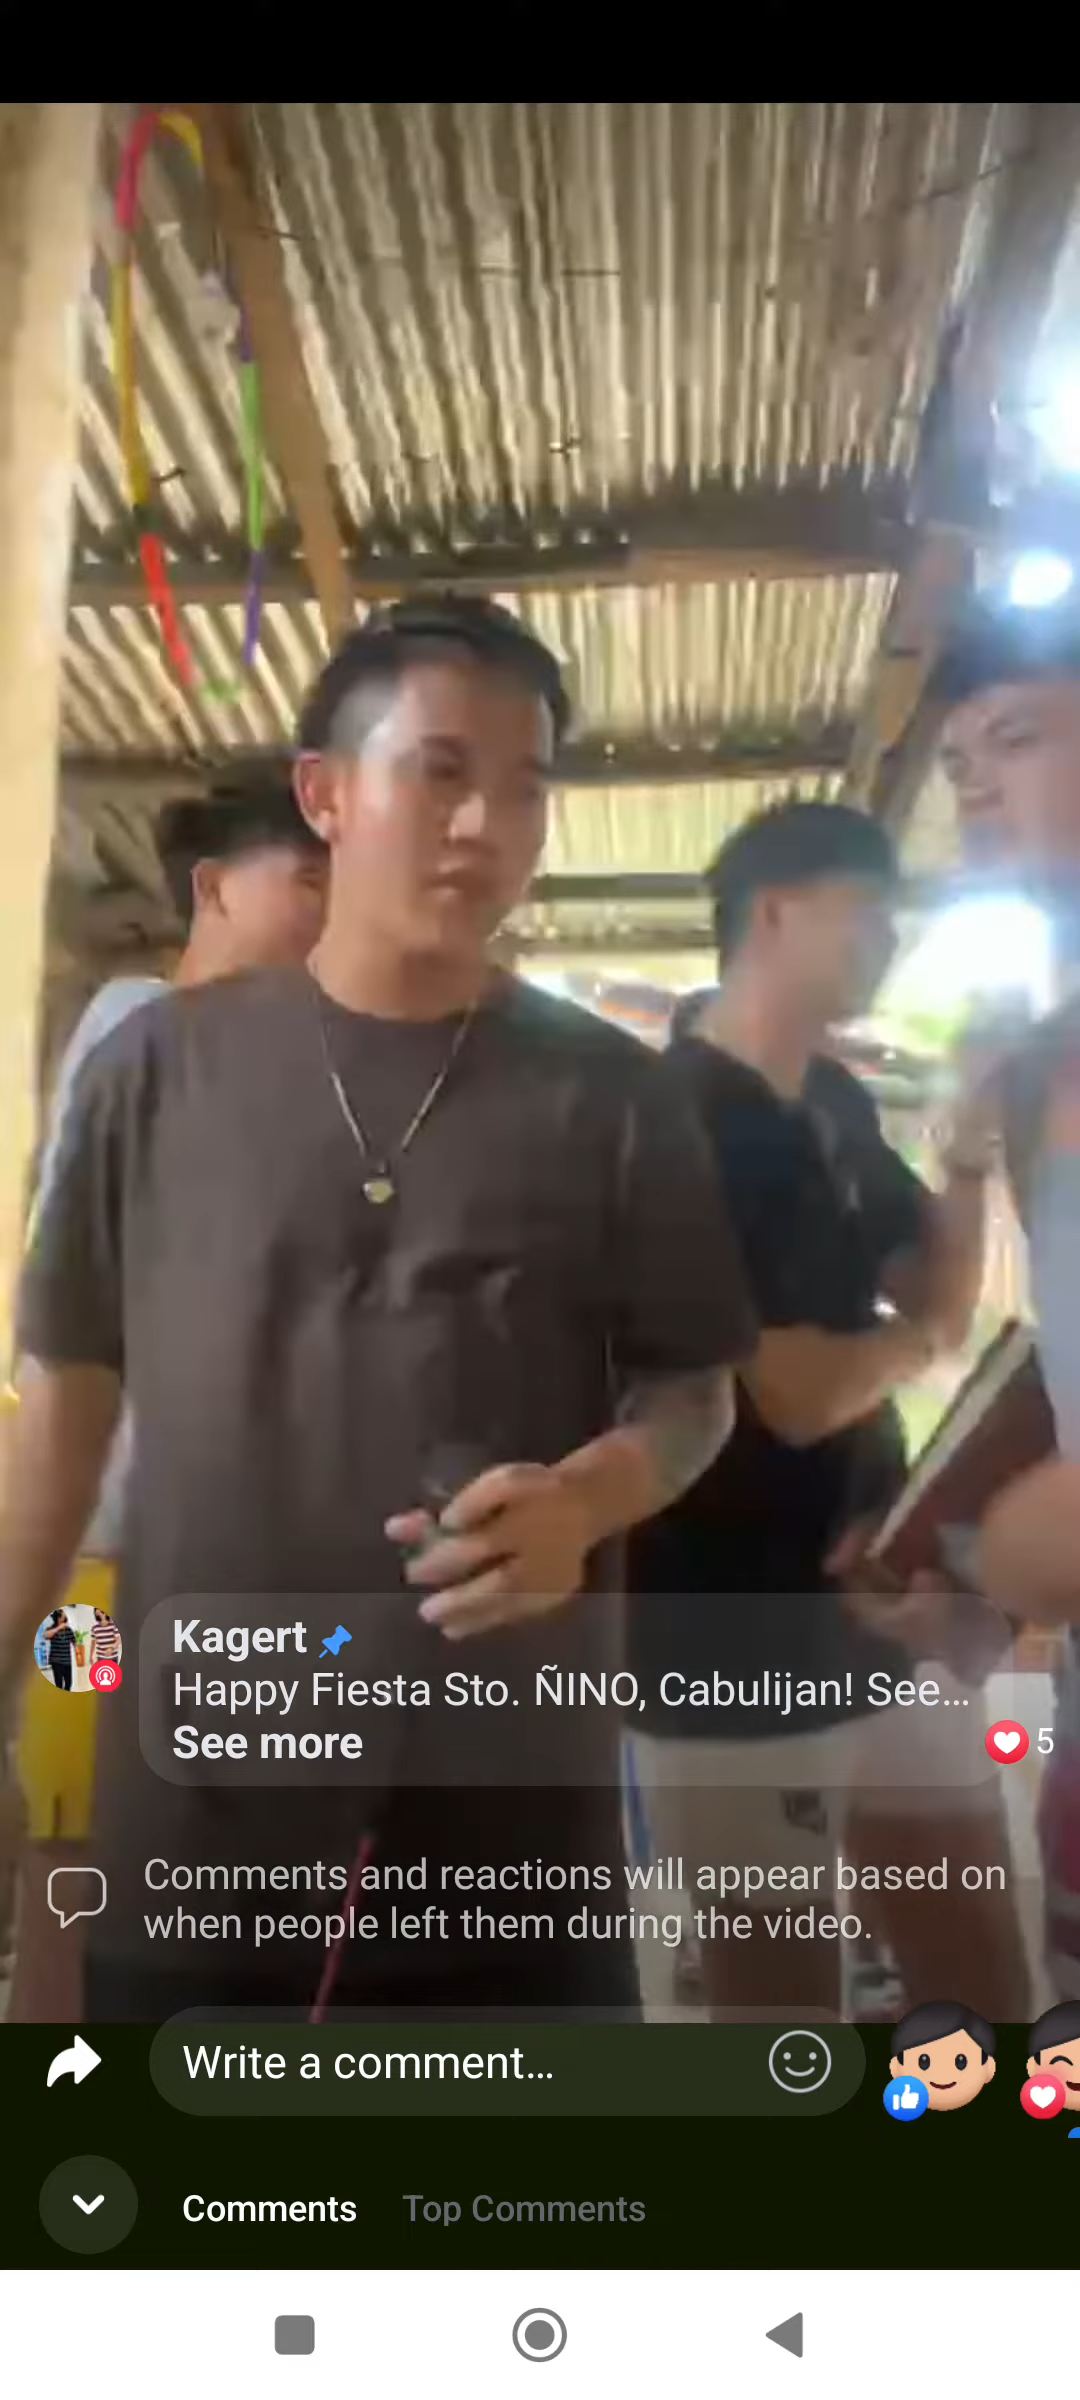 Kagert
Happy Fiesta Sto. ÑINO, Cabulijan! See...
See more
5
Comments and reactions will appear based on
when people left them during the video.
Write a comment...
Comments Top Comments